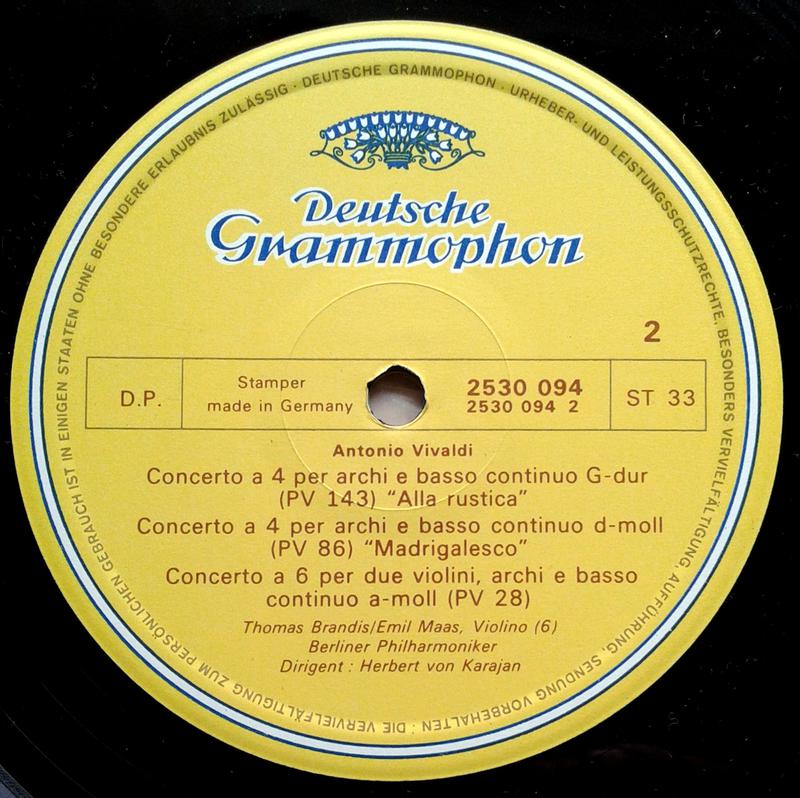 DEUTSCHE GRAMMOPHON · URHEBER- UND LEISTUNGSSCHUTZRECHTE, BESONDERS VERVIELFÄLTIGUNG, AUFFÜHRUNG, SENDUNG VORBEHALTEN : DIE VERVIELFÄLTIGUNG ZUM PERSÖNLICHEN GEBRAUCH IST IN EINIGEN STAATEN OHNE BESONDERE ERLAUBNIS ZULÄSSIG ·
Deutsche
Grammophon
2
D.P.
Stamper
made in Germany
2530 094
2530 094 2
ST 33
Antonio Vivaldi
Concerto a 4 per archi e basso continuo G-dur
(PV 143) “Alla rustica”
Concerto a 4 per archi e basso continuo d-moll
(PV 86) “Madrigalesco”
Concerto a 6 per due violini, archi e basso
continuo a-moll (PV 28)
Thomas Brandis/Emil Maas, Violino (6)
Berliner Philharmoniker
Dirigent : Herbert von Karajan